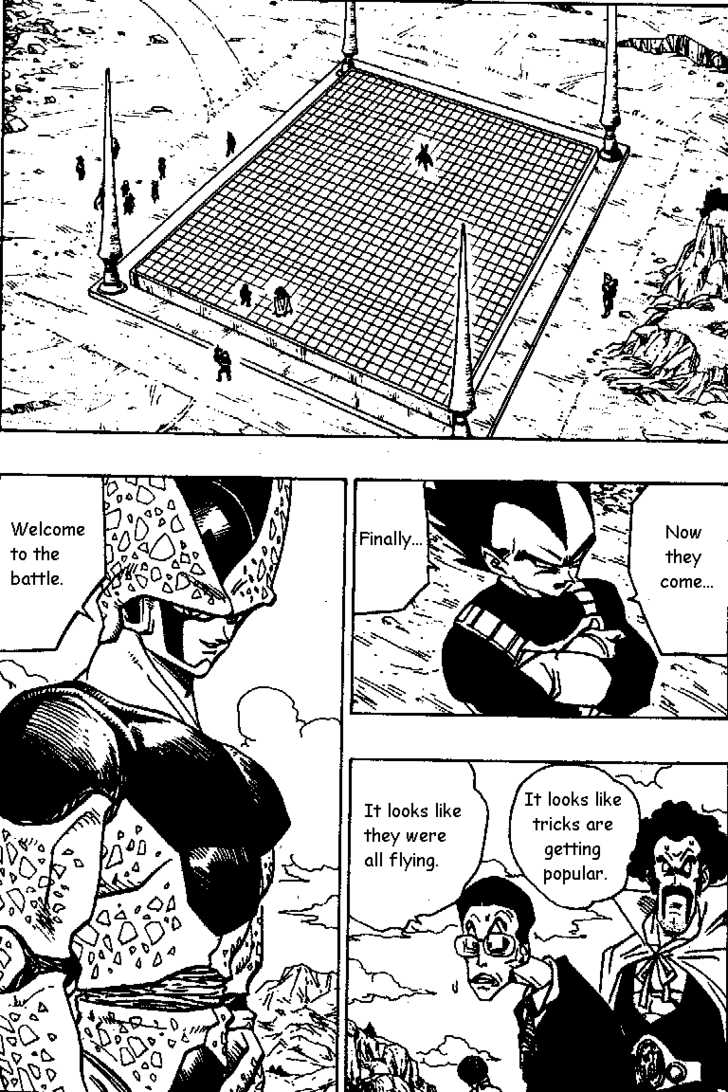 Welcome
to the
battle.
Now
they
come...
Finally...
It looks like
tricks are
getting
popular.
It looks like
they were
all flying.